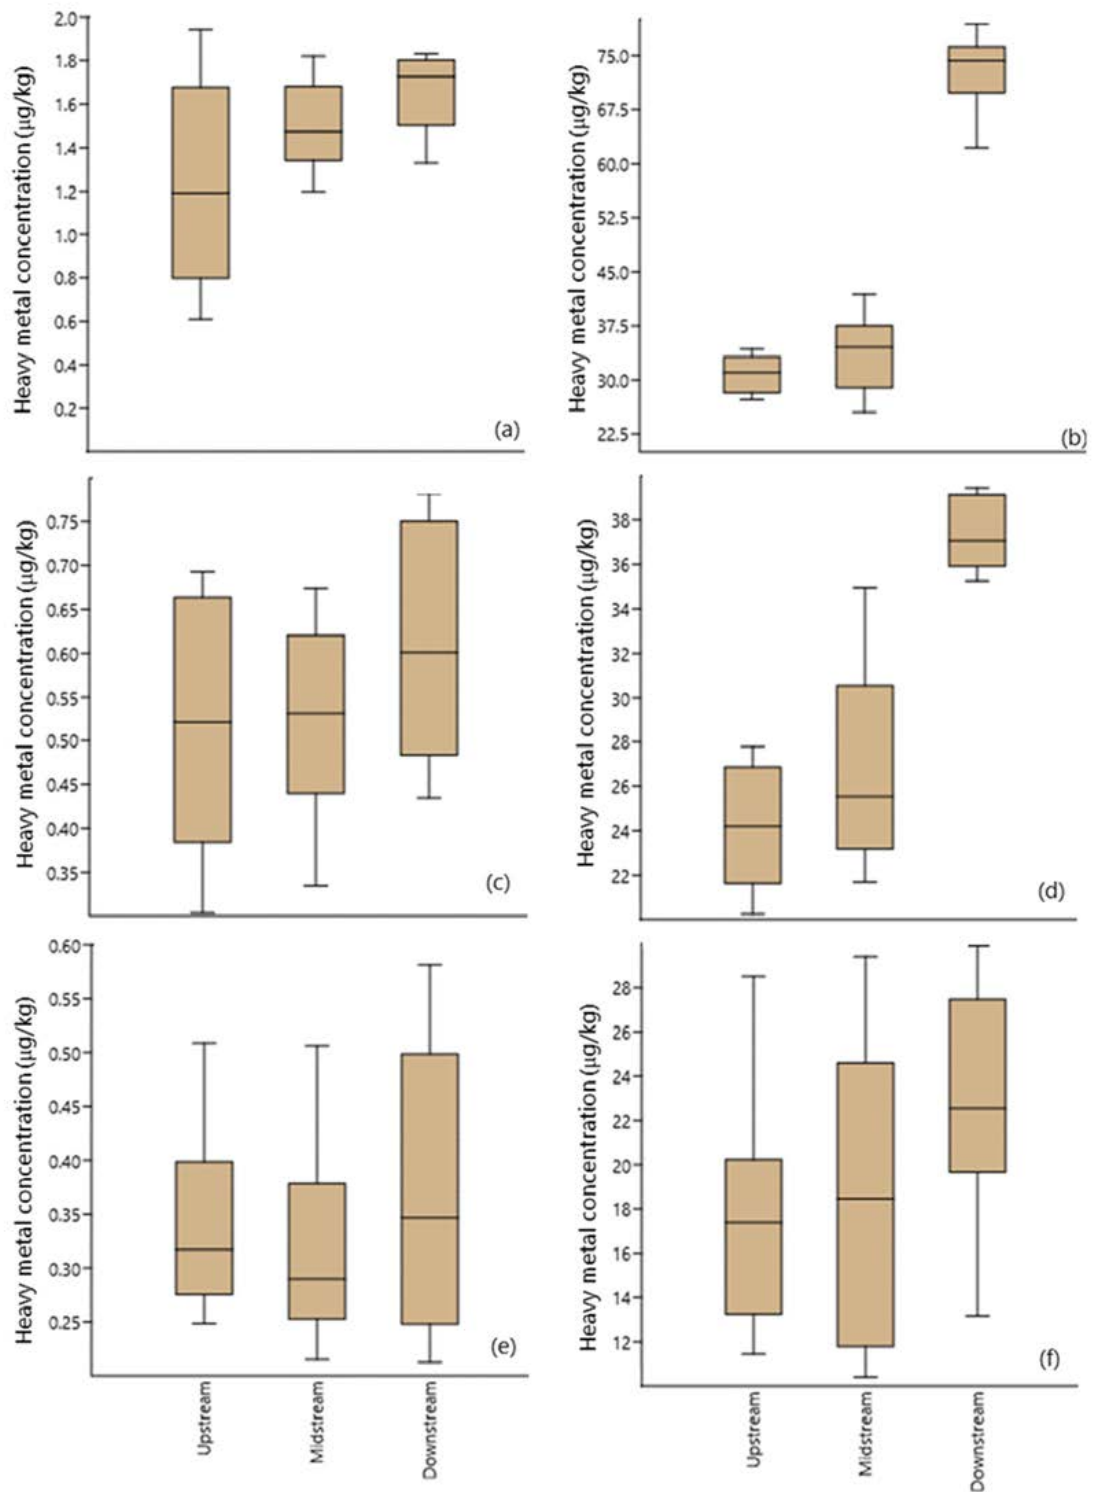 Heavy metal concentration (µg/kg)
2.0
1.8
1.6
1.4
1.2
1.0
0.8
0.6
0.4
0.2
(a)
Heavy metal concentration (µg/kg)
75.0
67.5
60.0
52.5
45.0
37.5
30.0
22.5
(b)
Heavy metal concentration (µg/kg)
0.75
0.70
0.65
0.60
0.55
0.50
0.45
0.40
0.35
(c)
Heavy metal concentration (µg/kg)
38
36
34
32
30
28
26
24
22
(d)
Heavy metal concentration (µg/kg)
0.60
0.55
0.50
0.45
0.40
0.35
0.30
0.25
(e)
Upstream
Midstream
Downstream
Heavy metal concentration (µg/kg)
28
26
24
22
20
18
16
14
12
(f)
Upstream
Midstream
Downstream